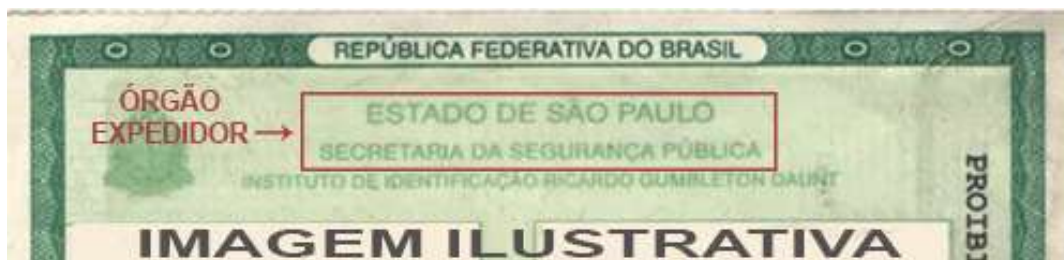 REPÚBLICA FEDERATIVA DO BRASIL
ÓRGÃO
EXPEDIDOR
ESTADO DE SÃO PAULO
SECRETARIA DA SEGURANÇA PÚBLICA
INSTITUTO DE IDENTIFICAÇÃO RICARDO GUMBLETON DAUNT
PROIBI
IMAGEM ILUSTRATIVA